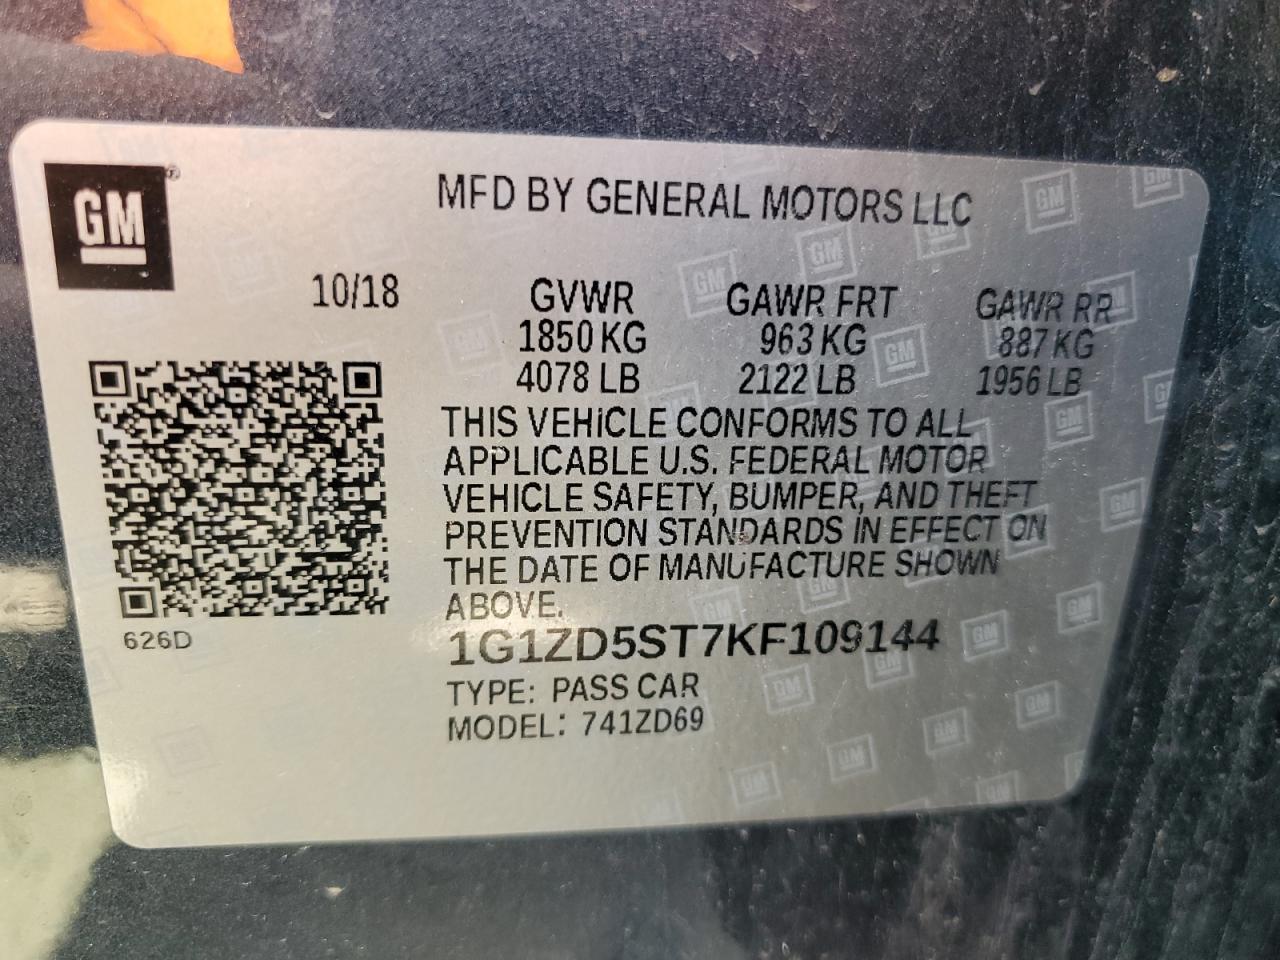 GM®
MFD BY GENERAL MOTORS LLC
10/18
GVWR GAWR FRT GAWR RR
1850 KG 963 KG 887 KG
4078 LB 2122 LB 1956 LB
THIS VEHICLE CONFORMS TO ALL
APPLICABLE U.S. FEDERAL MOTOR
VEHICLE SAFETY, BUMPER, AND THEFT
PREVENTION STANDARDS IN EFFECT ON
THE DATE OF MANUFACTURE SHOWN
ABOVE.
626D
1G1ZD5ST7KF109144
TYPE: PASS CAR
MODEL: 741ZD69